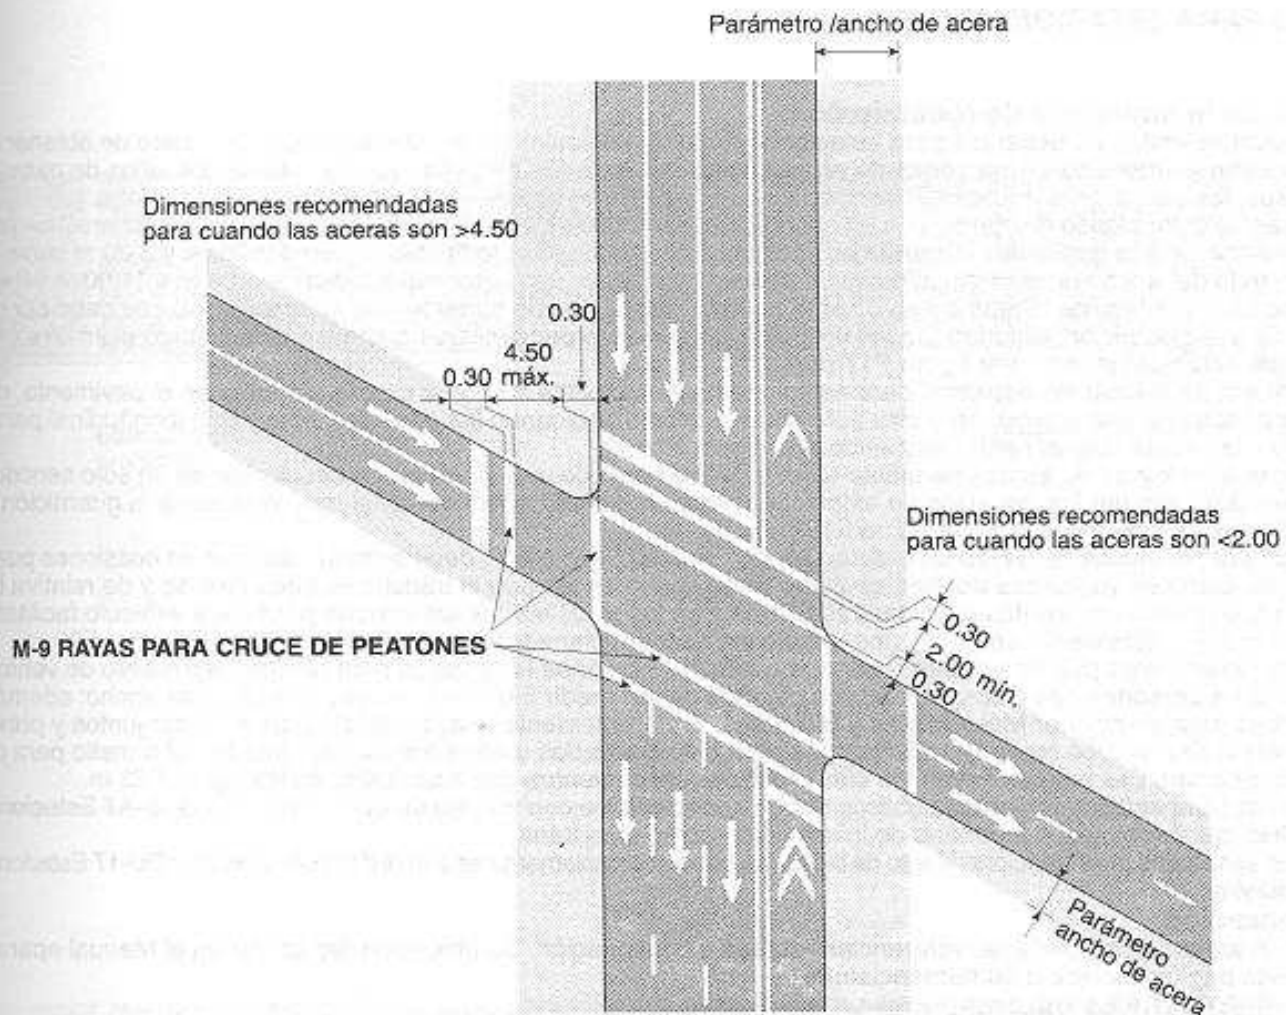 Parámetro /ancho de acera
Dimensiones recomendadas
para cuando las aceras son >4.50
0.30
4.50
0.30 máx.
Dimensiones recomendadas
para cuando las aceras son <2.00
0.30
2.00 mín.
0.30
M-9 RAYAS PARA CRUCE DE PEATONES
Parámetro
ancho de acera